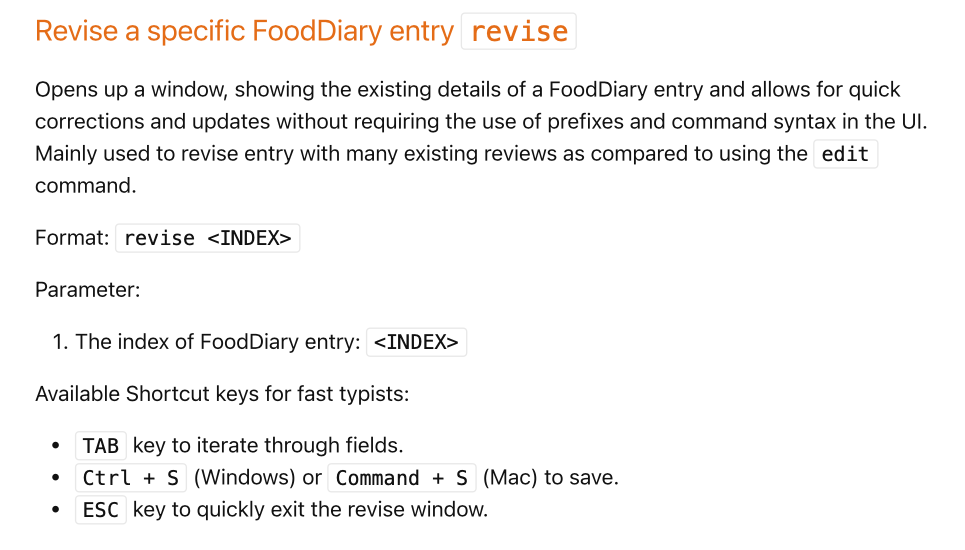 Revise a specific FoodDiary entry revise
Opens up a window, showing the existing details of a FoodDiary entry and allows for quick
corrections and updates without requiring the use of prefixes and command syntax in the UI.
Mainly used to revise entry with many existing reviews as compared to using the edit
command.
Format: revise <INDEX>
Parameter:
1. The index of FoodDiary entry: <INDEX>
Available Shortcut keys for fast typists:
• TAB key to iterate through fields.
• Ctrl + S (Windows) or Command + S (Mac) to save.
• ESC key to quickly exit the revise window.